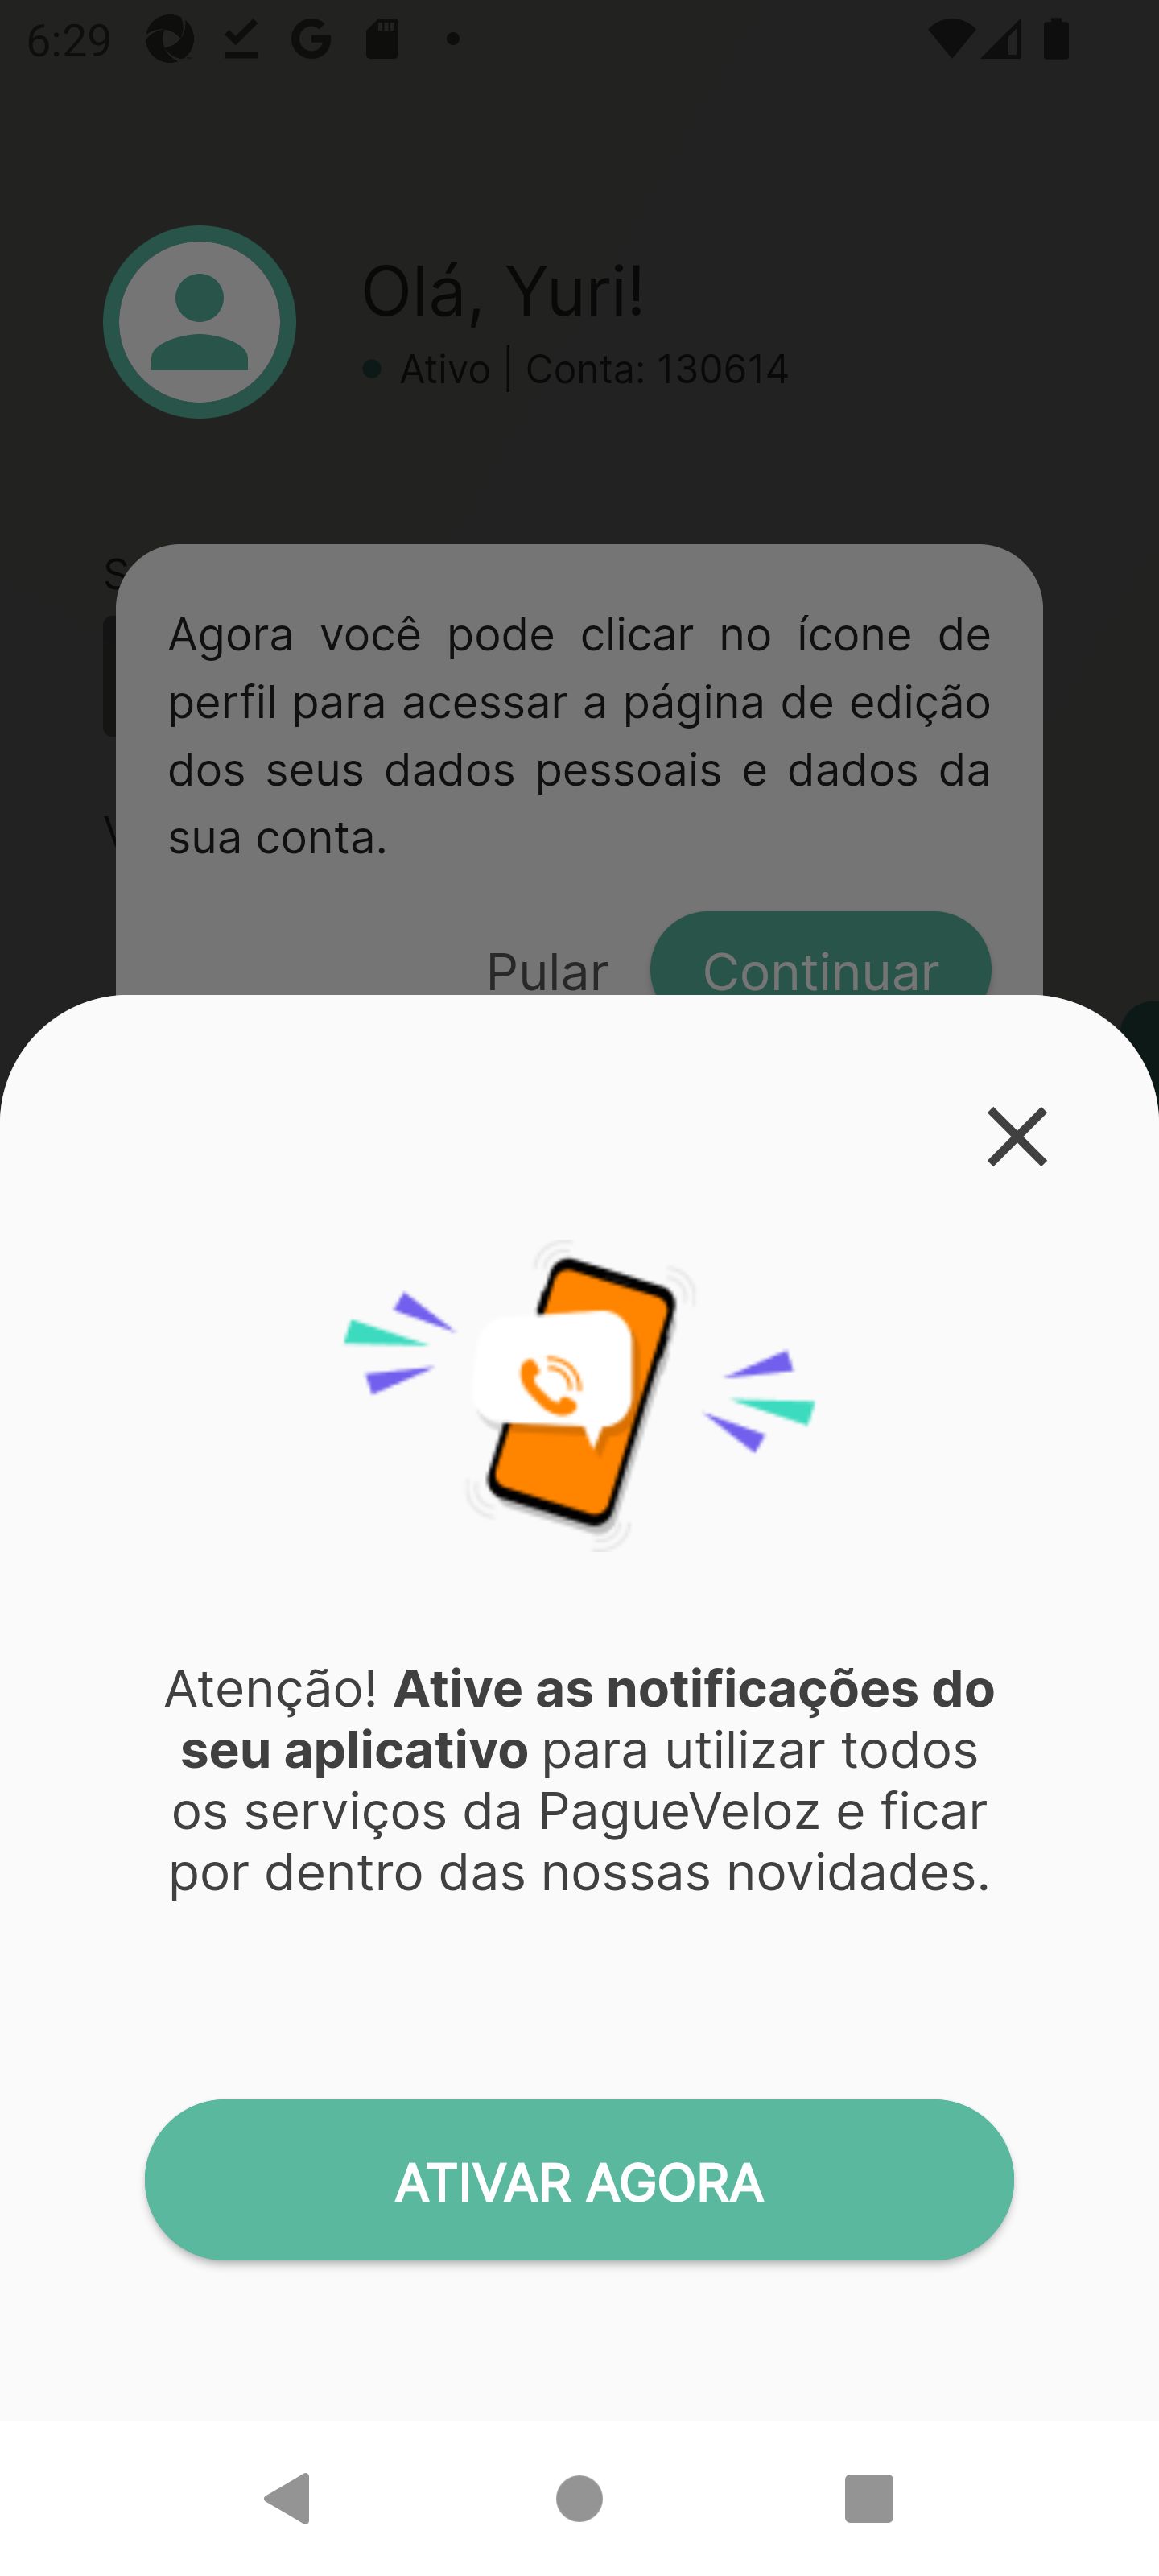 6:29
Olá, Yuri!
Ativo | Conta: 130614
Agora você pode clicar no ícone de
perfil para acessar a página de edição
dos seus dados pessoais e dados da
sua conta.
Pular Continuar
Atenção! Ative as notificações do
seu aplicativo para utilizar todos
os serviços da PagueVeloz e ficar
por dentro das nossas novidades.
ATIVAR AGORA